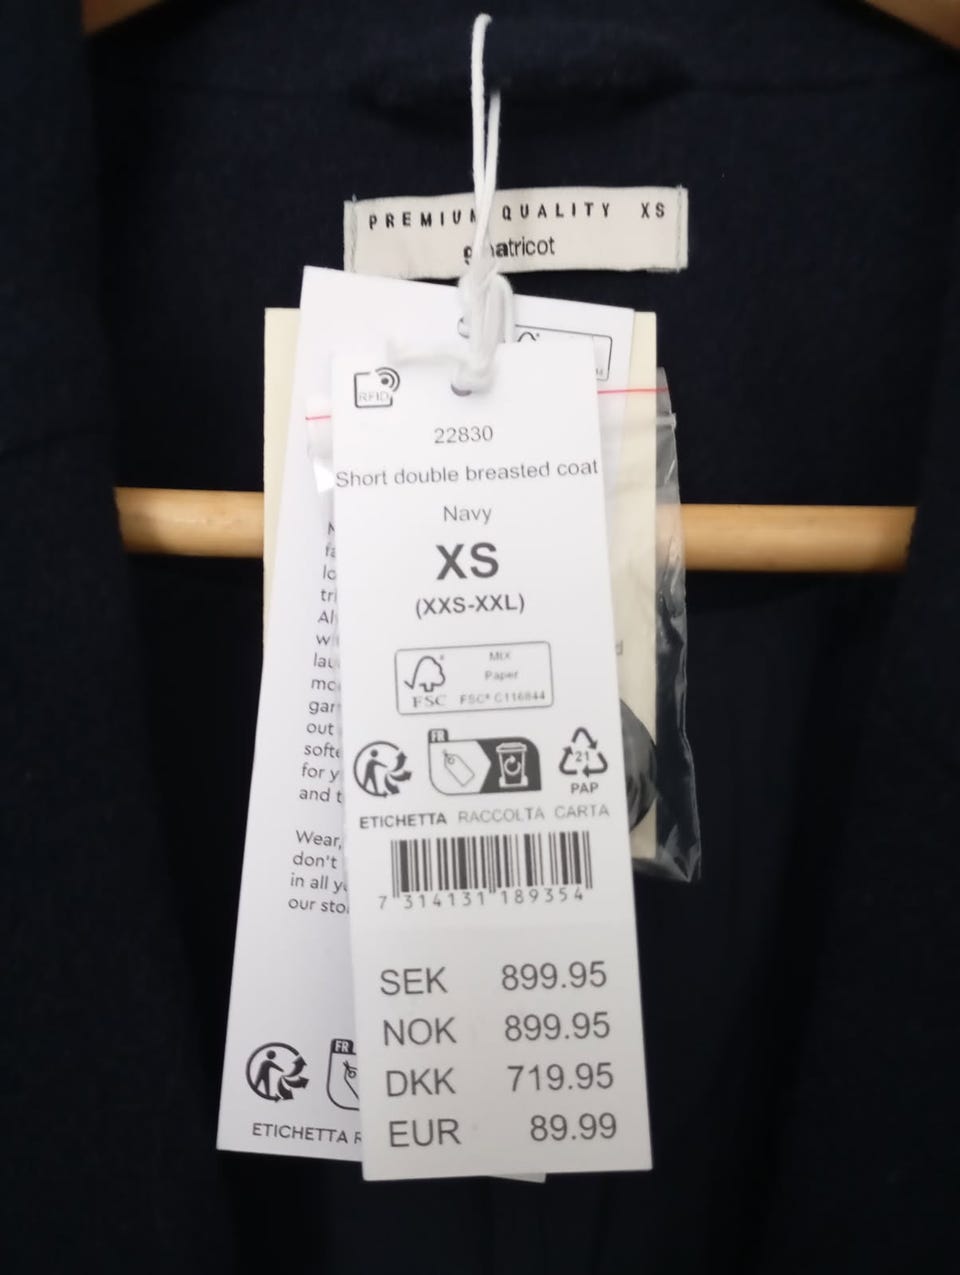 PREMIUM QUALITY XS
ginatricot
RFID
22830
Short double breasted coat
Navy
XS
(XXS-XXL)
FSC
MIX
Paper
FSC® C116844
FR
21
PAP
ETICHETTA RACCOLTA CARTA
7 314131 189354
SEK 899.95
NOK 899.95
DKK 719.95
EUR 89.99
for y
and t
Wear,
don't
in all y
our sto
FR
ETICHETTA R